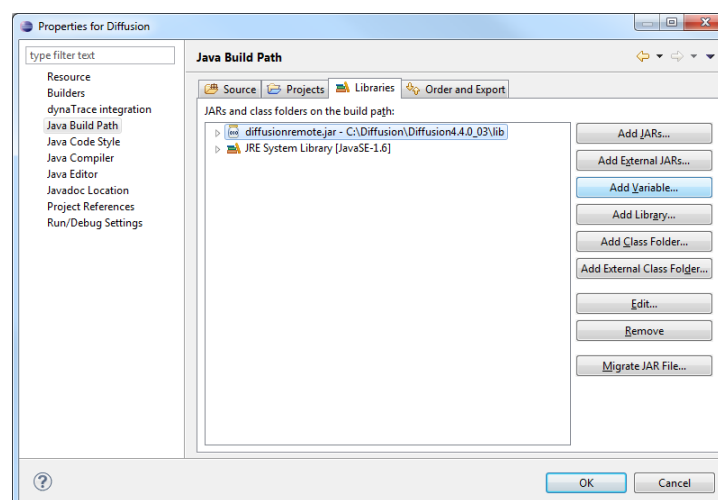 Properties for Diffusion
type filter text
Resource
Builders
dynaTrace integration
Java Build Path
Java Code Style
Java Compiler
Java Editor
Javadoc Location
Project References
Run/Debug Settings
Java Build Path
Source
Projects
Libraries
Order and Export
JARs and class folders on the build path:
diffusionremote.jar - C:\Diffusion\Diffusion4.4.0_03\lib
JRE System Library [JavaSE-1.6]
Add JARs...
Add External JARs...
Add Variable...
Add Library...
Add Class Folder...
Add External Class Folder...
Edit...
Remove
Migrate JAR File...
?
OK
Cancel